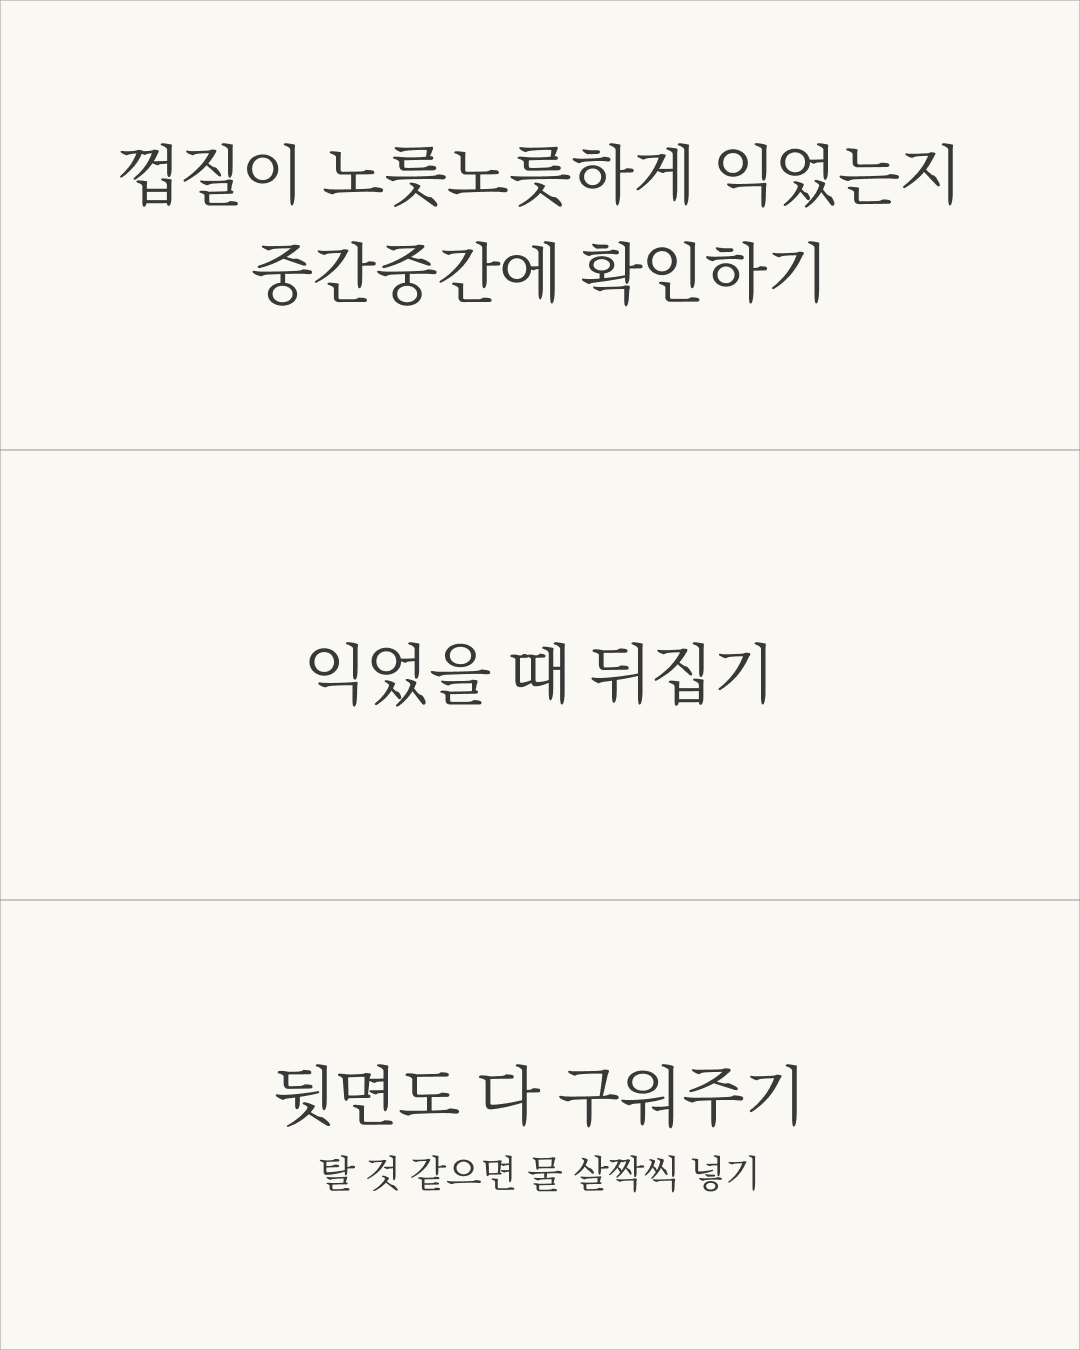 껍질이 노릇노릇하게 익었는지
중간중간에 확인하기
익었을 때 뒤집기
뒷면도 다 구워주기
탈 것 같으면 물 살짝씩 넣기